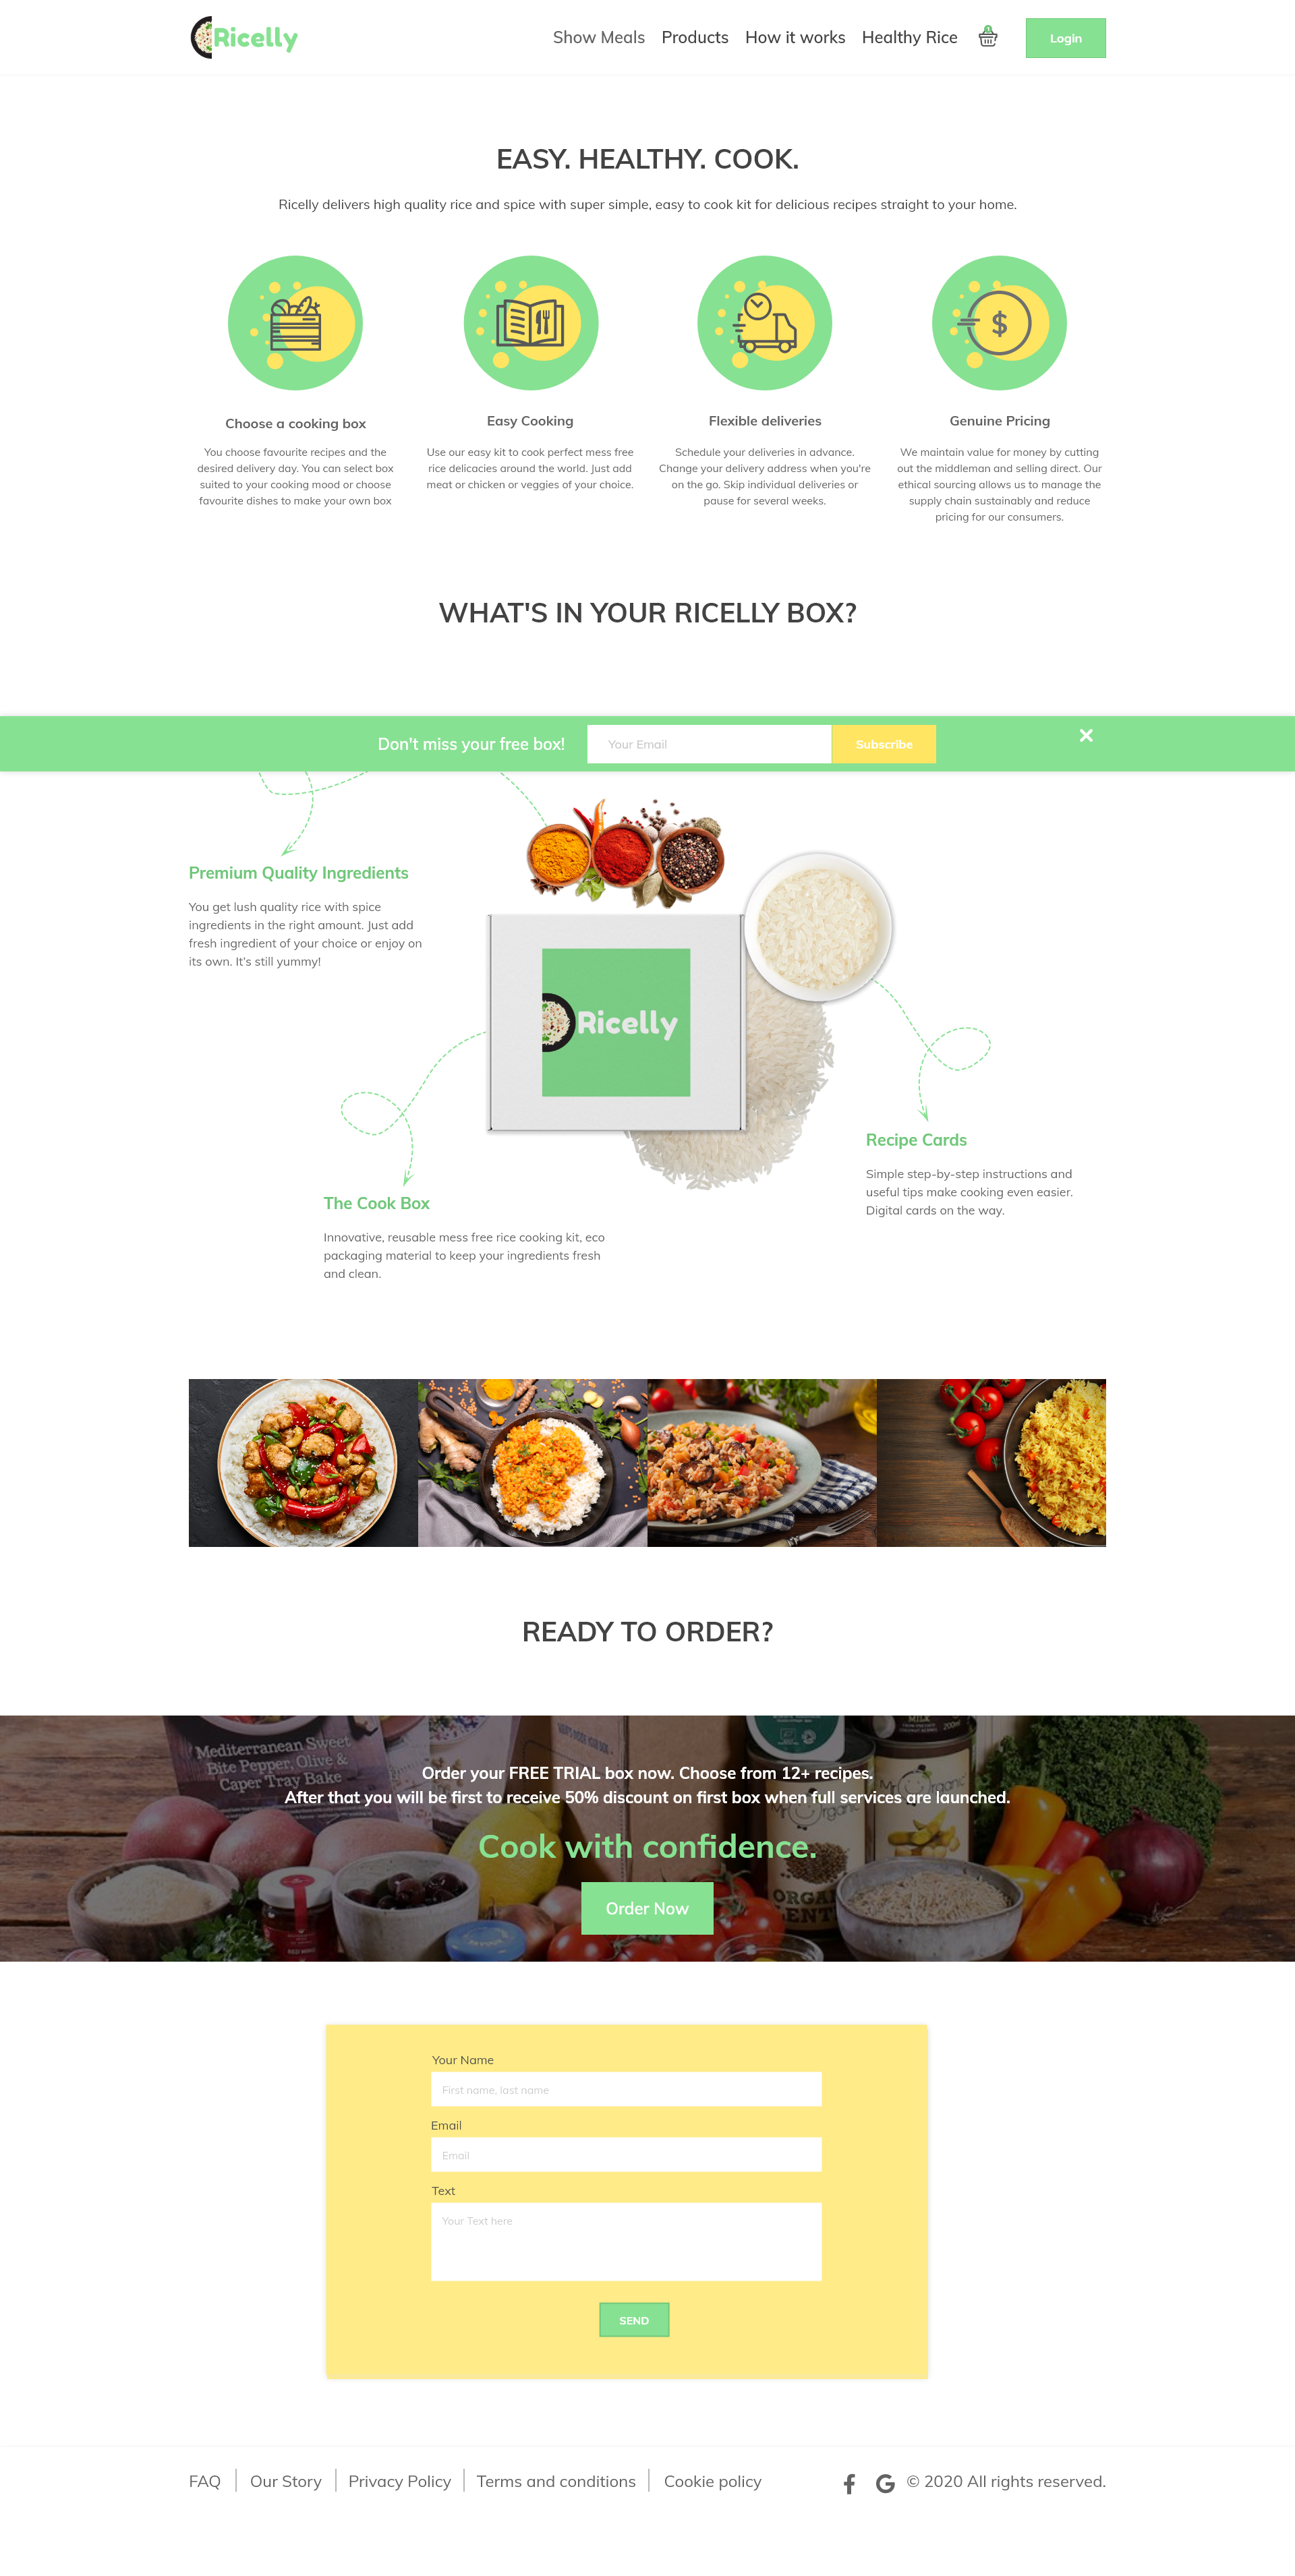 Ricelly
Show Meals Products How it works Healthy Rice
Login
EASY. HEALTHY. COOK.
Ricelly delivers high quality rice and spice with super simple, easy to cook kit for delicious recipes straight to your home.
$
Choose a cooking box
You choose favourite recipes and the
desired delivery day. You can select box
suited to your cooking mood or choose
favourite dishes to make your own box
Easy Cooking
Use our easy kit to cook perfect mess free
rice delicacies around the world. Just add
meat or chicken or veggies of your choice.
Flexible deliveries
Schedule your deliveries in advance.
Change your delivery address when you're
on the go. Skip individual deliveries or
pause for several weeks.
Genuine Pricing
We maintain value for money by cutting
out the middleman and selling direct. Our
ethical sourcing allows us to manage the
supply chain sustainably and reduce
pricing for our consumers.
WHAT'S IN YOUR RICELLY BOX?
Don't miss your free box!
Your Email
Subscribe
Premium Quality Ingredients
You get lush quality rice with spice
ingredients in the right amount. Just add
fresh ingredient of your choice or enjoy on
its own. It's still yummy!
Ricelly
Recipe Cards
Simple step-by-step instructions and
useful tips make cooking even easier.
Digital cards on the way.
The Cook Box
Innovative, reusable mess free rice cooking kit, eco
packaging material to keep your ingredients fresh
and clean.
READY TO ORDER?
Mediterranean Sweet
Bite Pepper, Olive &
Caper Tray Bake
MILK
200ml
Order your FREE TRIAL box now. Choose from 12+ recipes.
After that you will be first to receive 50% discount on first box when full services are launched.
Cook with confidence.
Order Now
Your Name
First name, last name
Email
Email
Text
Your Text here
SEND
FAQ
Our Story
Privacy Policy
Terms and conditions
Cookie policy
© 2020 All rights reserved.